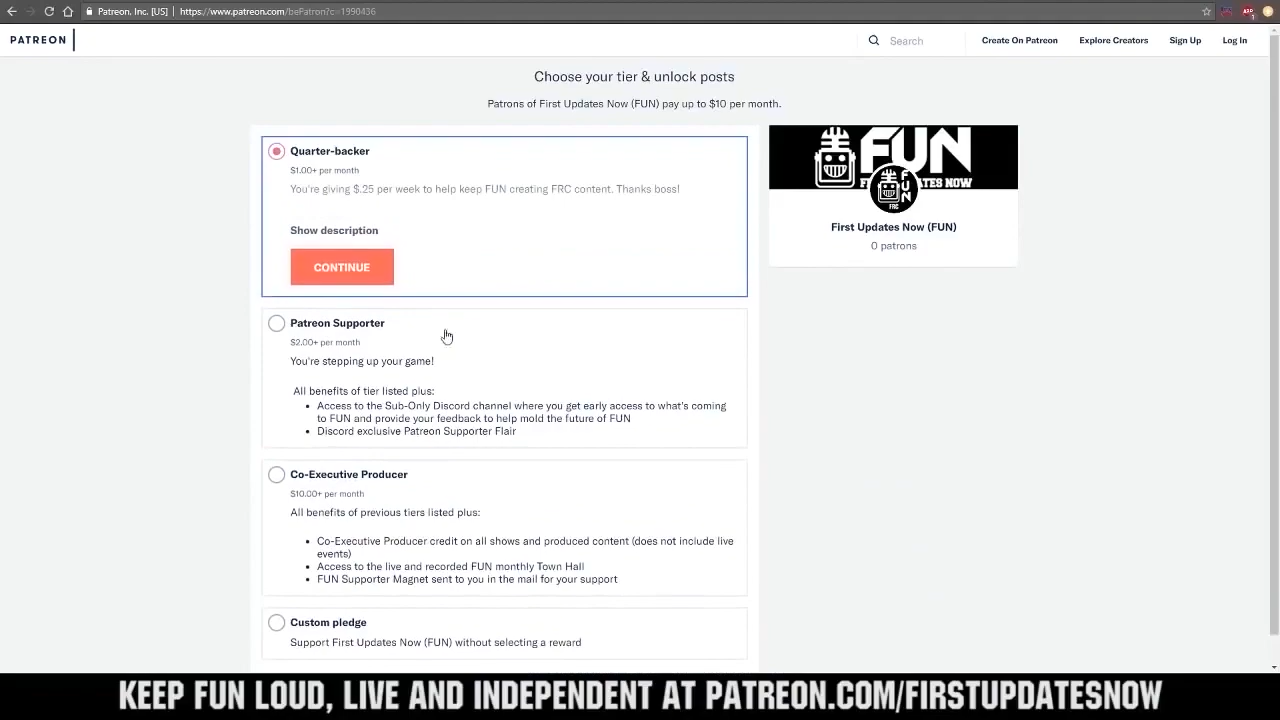 Patreon, Inc. [US] | https://www.patreon.com/bePatron?c=1990436
PATREON
Search
Create On Patreon
Explore Creators
Sign Up
Log In
Choose your tier & unlock posts
Patrons of First Updates Now (FUN) pay up to $10 per month.
Quarter-backer
$1.00+ per month
You're giving $.25 per week to help keep FUN creating FRC content. Thanks boss!
Show description
CONTINUE
Patreon Supporter
$2.00+ per month
You're stepping up your game!
All benefits of tier listed plus:
• Access to the Sub-Only Discord channel where you get early access to what's coming
to FUN and provide your feedback to help mold the future of FUN
• Discord exclusive Patreon Supporter Flair
Co-Executive Producer
$10.00+ per month
All benefits of previous tiers listed plus:
• Co-Executive Producer credit on all shows and produced content (does not include live
events)
• Access to the live and recorded FUN monthly Town Hall
• FUN Supporter Magnet sent to you in the mail for your support
Custom pledge
Support First Updates Now (FUN) without selecting a reward
FUN
TES NOW
FUN
FRC
First Updates Now (FUN)
0 patrons
KEEP FUN LOUD, LIVE AND INDEPENDENT AT PATREON.COM/FIRSTUPDATESNOW